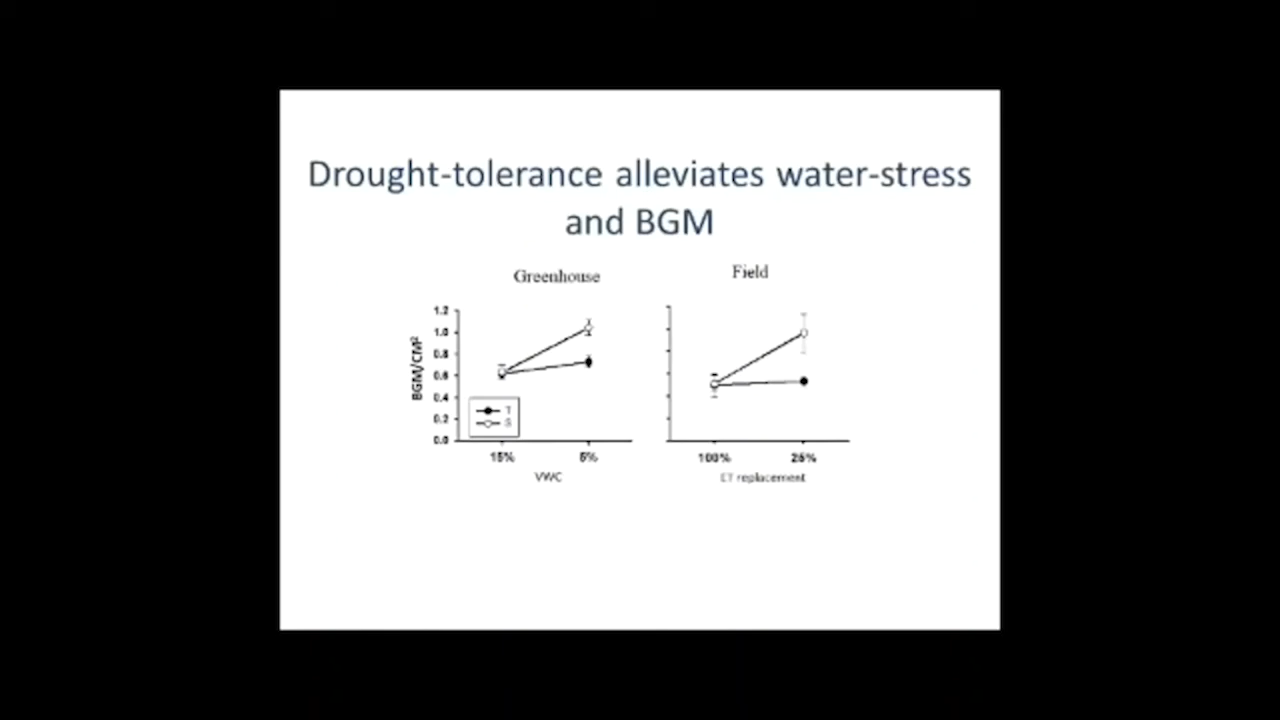 Drought-tolerance alleviates water-stress
and BGM
Greenhouse
Field
BGM/CM²
1.2
1.0
0.8
0.6
0.4
0.2
0.0
T
S
15%
5%
VWC
100%
25%
ET replacement